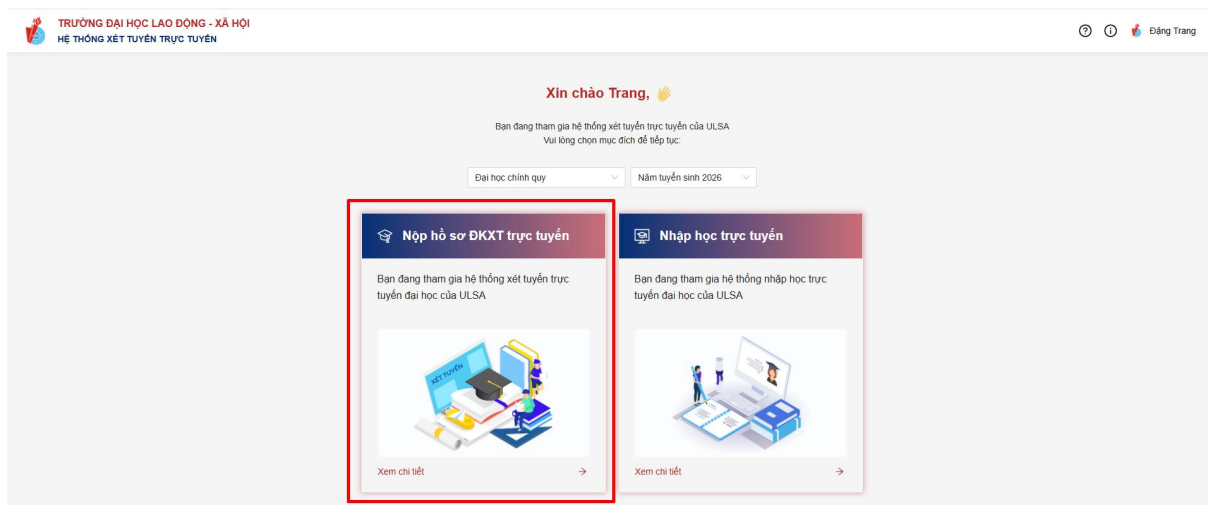 TRƯỜNG ĐẠI HỌC LAO ĐỘNG - XÃ HỘI
HỆ THỐNG XÉT TUYỂN TRỰC TUYẾN
Đặng Trang
Xin chào Trang,
Bạn đang tham gia hệ thống xét tuyển trực tuyến của ULSA
Vui lòng chọn mục đích để tiếp tục:
Đại học chính quy
Năm tuyển sinh 2026
Nộp hồ sơ ĐKXT trực tuyến
Bạn đang tham gia hệ thống xét tuyển trực
tuyến đại học của ULSA
XÉT TUYỂN
Xem chi tiết
Nhập học trực tuyến
Bạn đang tham gia hệ thống nhập học trực
tuyến đại học của ULSA
Xem chi tiết